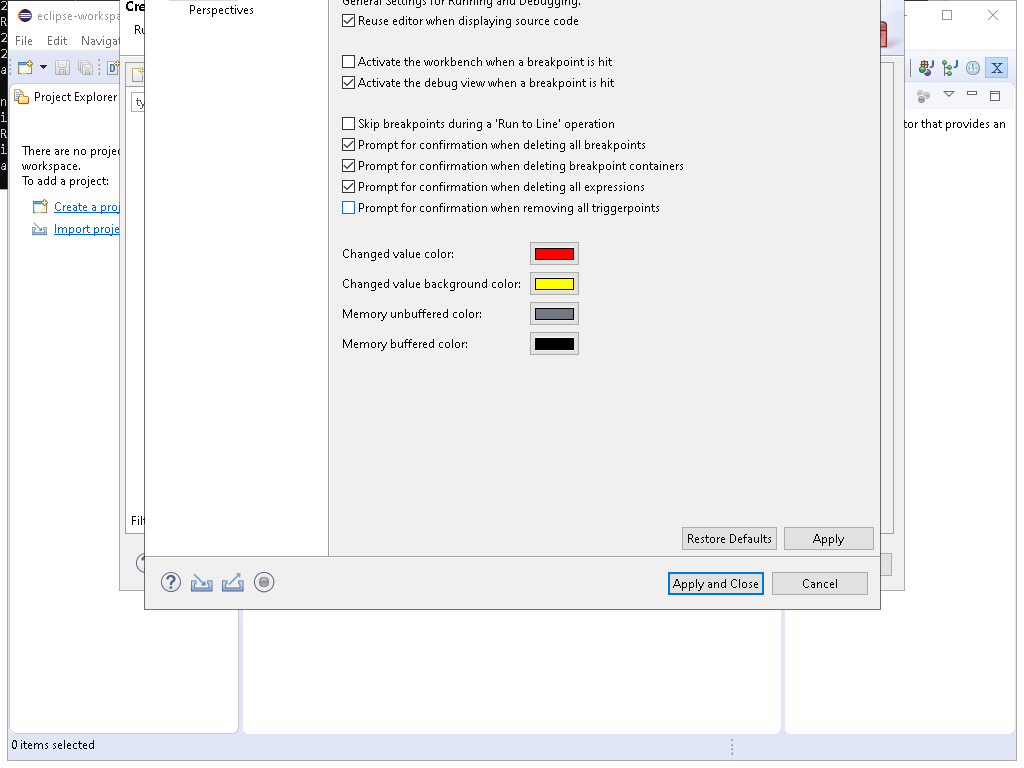 eclipse-workspa
File Edit Navigat
Project Explorer
There are no projec
workspace.
To add a project:
Create a proj
Import proje
Cre
Ru
ty
Filt
Perspectives
General Settings for Running and Debugging.
Reuse editor when displaying source code
Activate the workbench when a breakpoint is hit
Activate the debug view when a breakpoint is hit
Skip breakpoints during a 'Run to Line' operation
Prompt for confirmation when deleting all breakpoints
Prompt for confirmation when deleting breakpoint containers
Prompt for confirmation when deleting all expressions
Prompt for confirmation when removing all triggerpoints
Changed value color:
Changed value background color:
Memory unbuffered color:
Memory buffered color:
Restore Defaults Apply
Apply and Close Cancel
tor that provides an
0 items selected